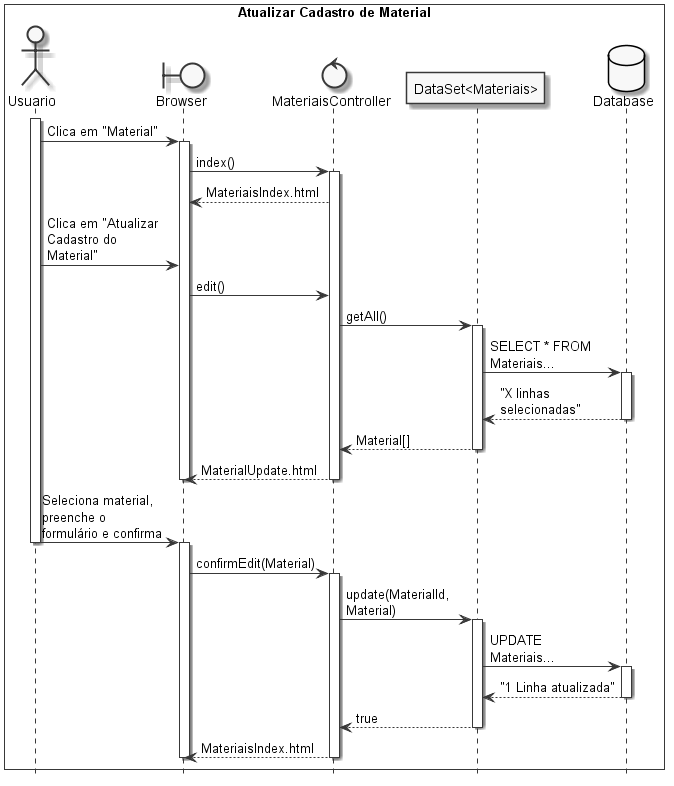 Atualizar Cadastro de Material
Usuario
Browser
MateriaisController
DataSet<Materiais>
Database
Clica em "Material"
index()
MateriaisIndex.html
Clica em "Atualizar
Cadastro do
Material"
edit()
getAll()
SELECT * FROM
Materiais...
"X linhas
selecionadas"
Material[]
MaterialUpdate.html
Seleciona material,
preenche o
formulário e confirma
confirmEdit(Material)
update(MaterialId,
Material)
UPDATE
Materiais...
"1 Linha atualizada"
true
MateriaisIndex.html